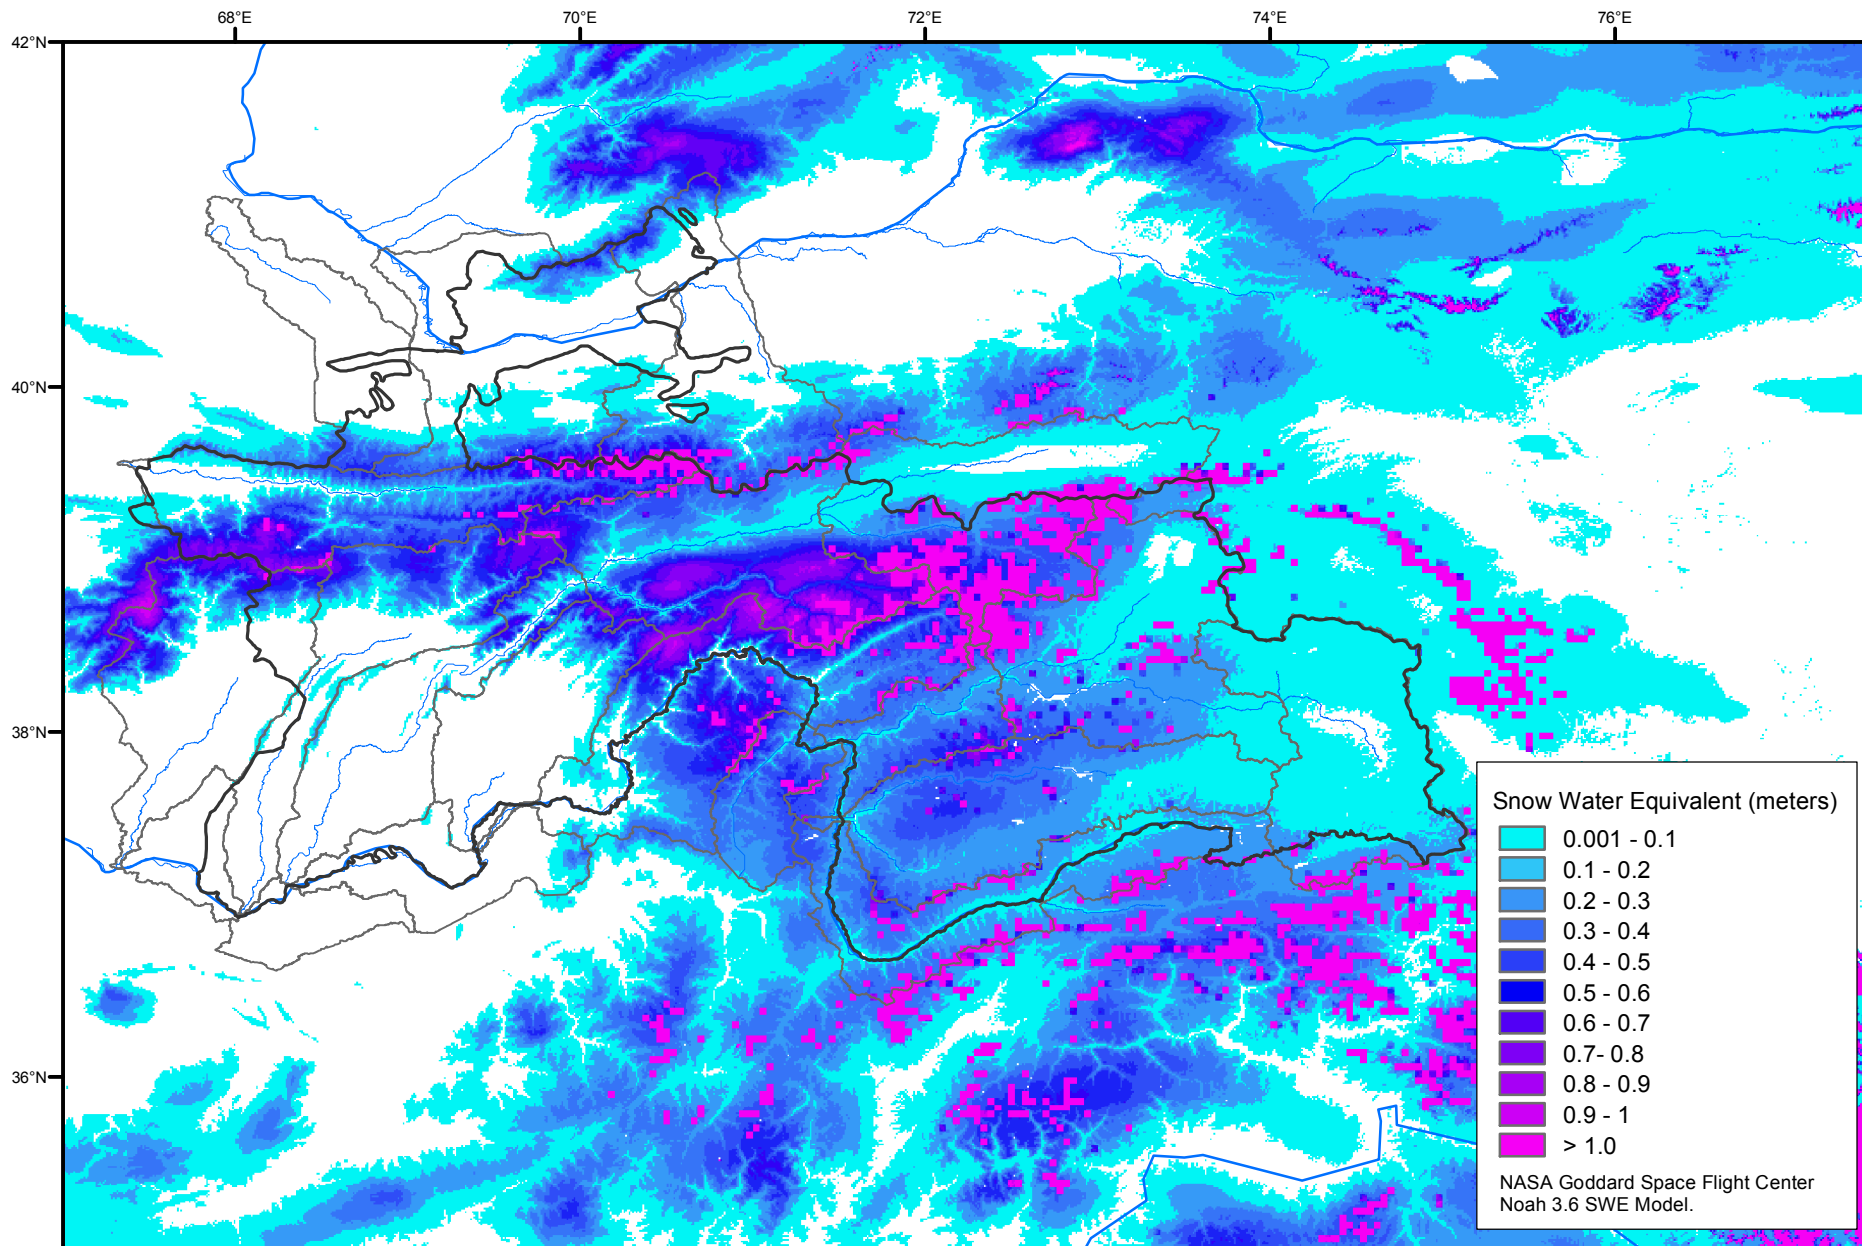 68°E 70°E 72°E 74°E 76°E
42°N
40°N
38°N
36°N
Snow Water Equivalent (meters)
0.001 - 0.1
0.1 - 0.2
0.2 - 0.3
0.3 - 0.4
0.4 - 0.5
0.5 - 0.6
0.6 - 0.7
0.7- 0.8
0.8 - 0.9
0.9 - 1
> 1.0
NASA Goddard Space Flight Center
Noah 3.6 SWE Model.